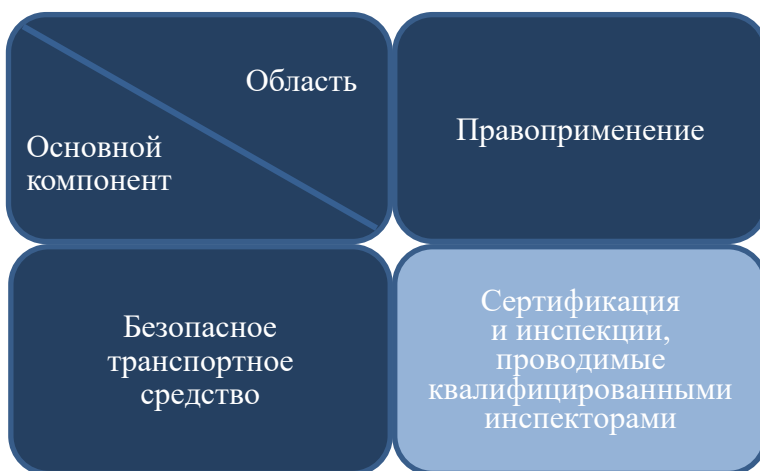 Область
Основной
компонент
Правоприменение
Безопасное
транспортное
средство
Сертификация
и инспекции,
проводимые
квалифицированными
инспекторами